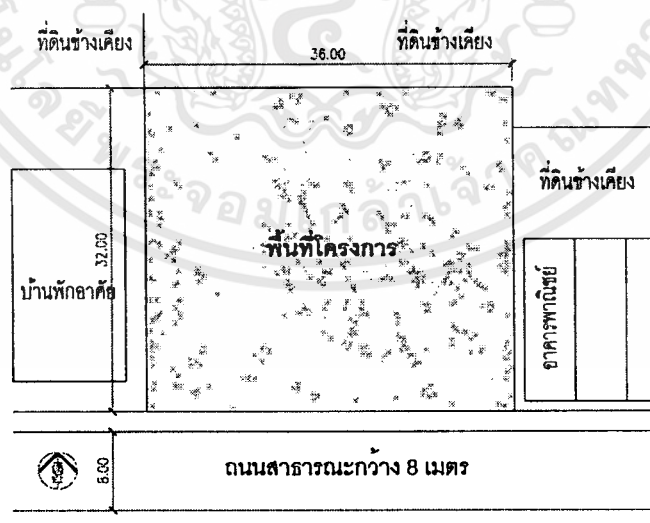 ที่ดินข้างเคียง
36.00
ที่ดินข้างเคียง
ที่ดินข้างเคียง
32.00
พื้นที่โครงการ
บ้านพักอาศัย
อาคารพาณิชย์
8.00
ถนนสาธารณะกว้าง 8 เมตร